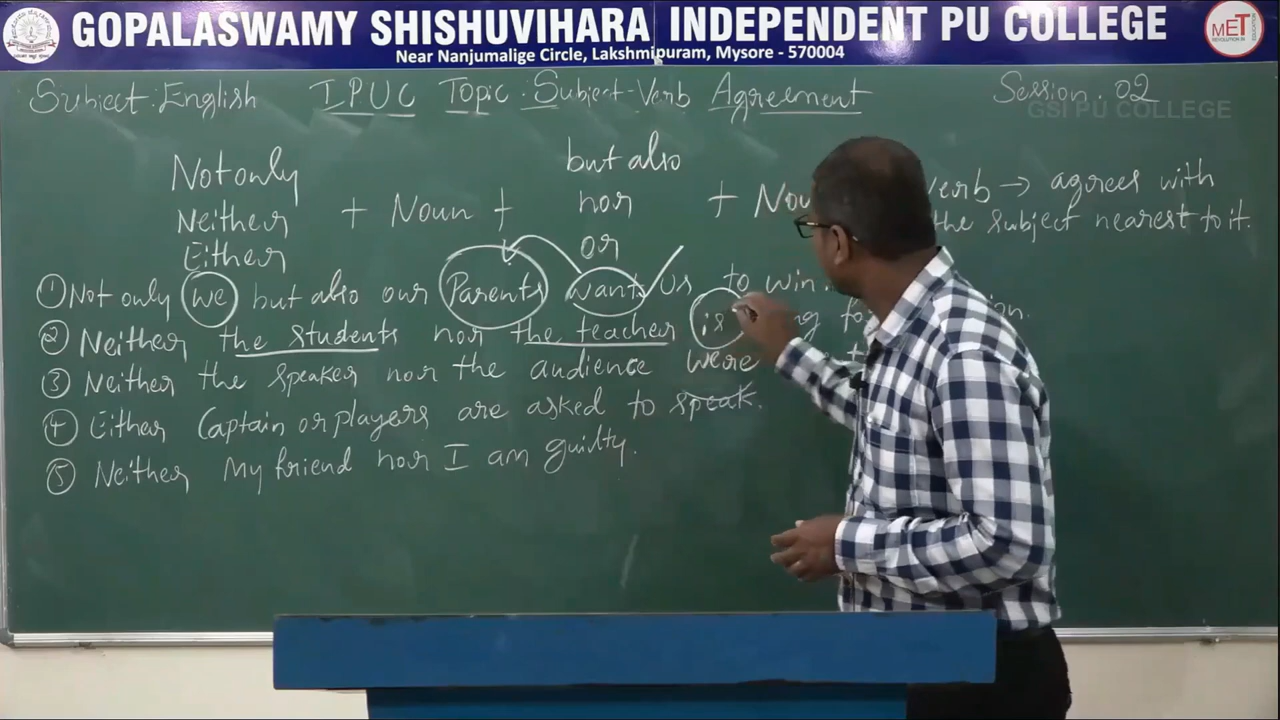 GOPALASWAMY SHISHUVIHARA INDEPENDENT PU COLLEGE
Near Nanjumalige Circle, Lakshmipuram, Mysore - 570004
MET
Subject. English I PUC Topic. Subject-Verb Agreement Session. 02
GSI PU COLLEGE
Not only but also
Neither + Noun + nor + Nou verb → agrees with
Either or the subject nearest to it.
① Not only we but also our Parents wants us to win.
② Neither the students nor the teacher is
③ Neither the speaker nor the audience were
④ Either Captain or players are asked to speak.
⑤ Neither My friend nor I am guilty.